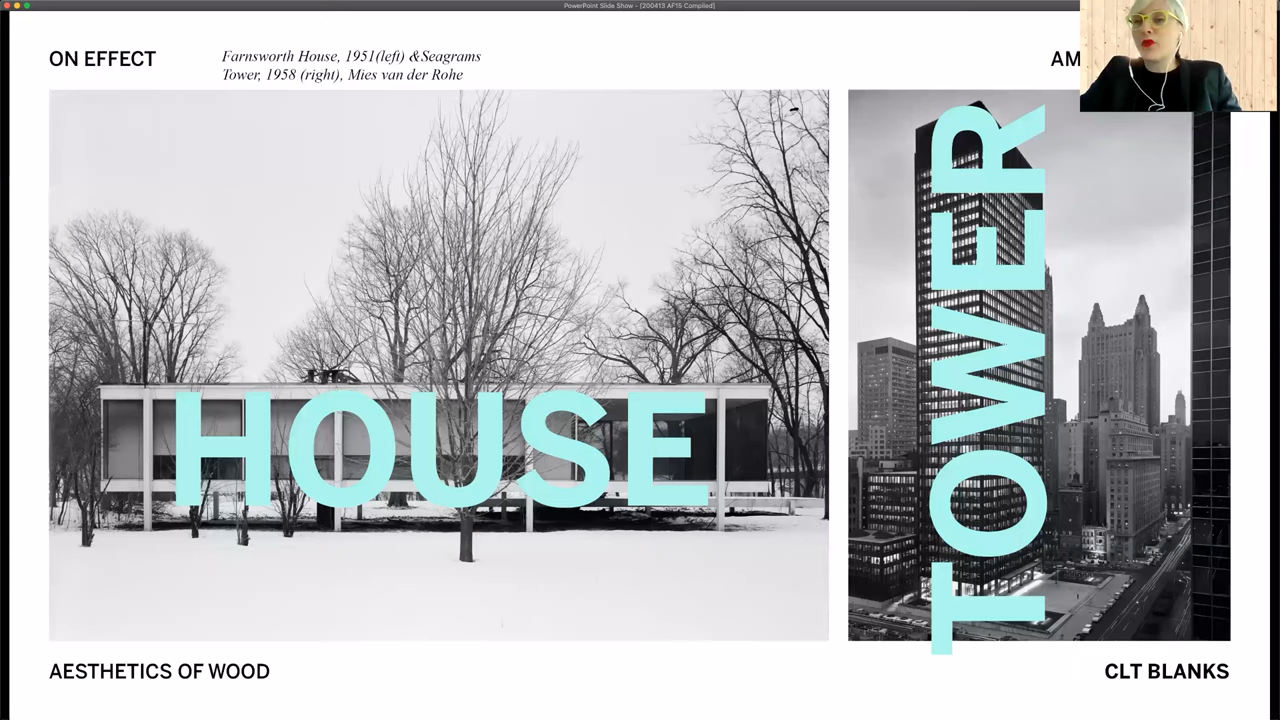 PowerPoint Slide Show - [200413 AF15 Compiled]
ON EFFECT
Farnsworth House, 1951(left) &Seagrams
Tower, 1958 (right), Mies van der Rohe
AM
HOUSE
TOWER
AESTHETICS OF WOOD
CLT BLANKS